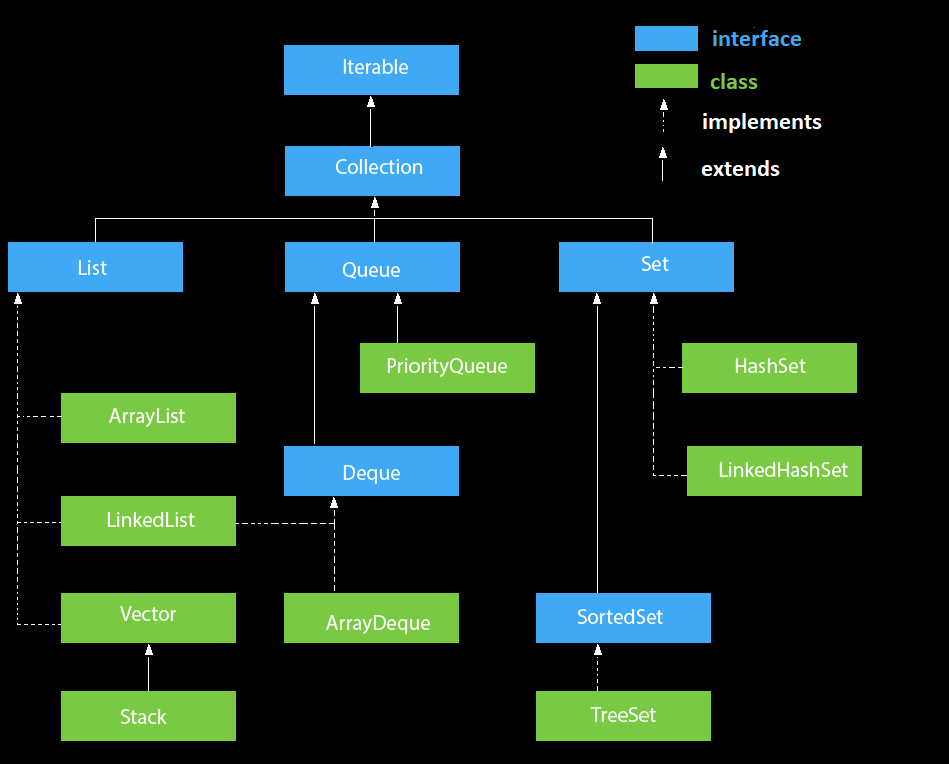 interface
Iterable
class
implements
Collection
extends
List
Queue
Set
PriorityQueue
HashSet
ArrayList
Deque
LinkedHashSet
LinkedList
Vector
ArrayDeque
SortedSet
Stack
TreeSet